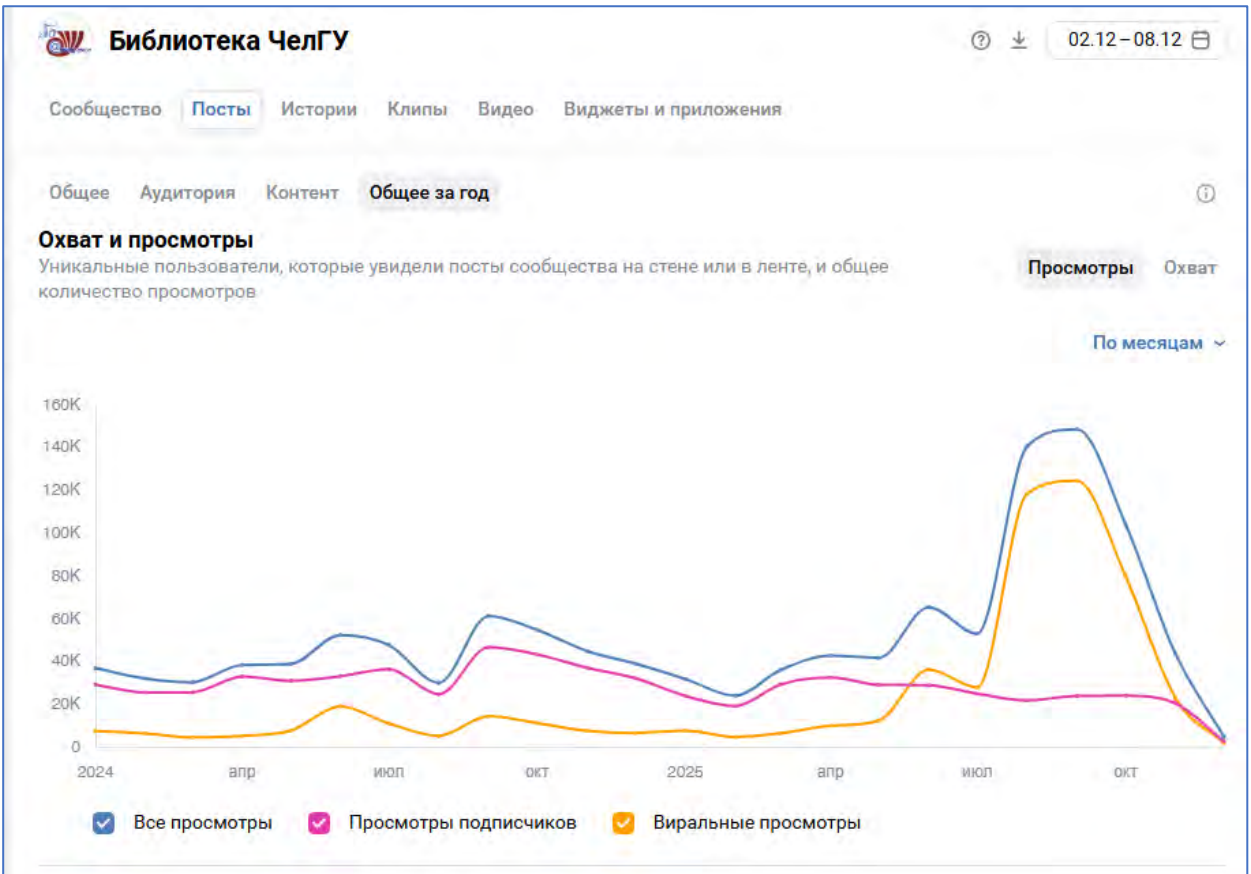 Библиотека ЧелГУ
02.12 – 08.12
Сообщество Посты Истории Клипы Видео Виджеты и приложения
Общее Аудитория Контент Общее за год
Охват и просмотры
Уникальные пользователи, которые увидели посты сообщества на стене или в ленте, и общее
количество просмотров
Просмотры Охват
По месяцам
160K
140K
120K
100K
80K
60K
40K
20K
0
2024 апр июл окт 2025 апр июл окт
Все просмотры Просмотры подписчиков Виральные просмотры